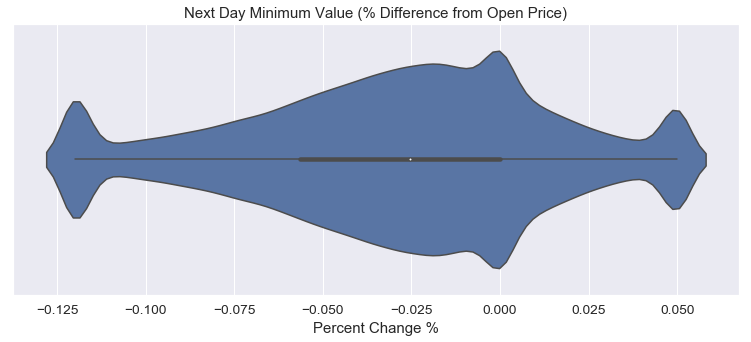 Next Day Minimum Value (% Difference from Open Price)
−0.125 −0.100 −0.075 −0.050 −0.025 0.000 0.025 0.050
Percent Change %